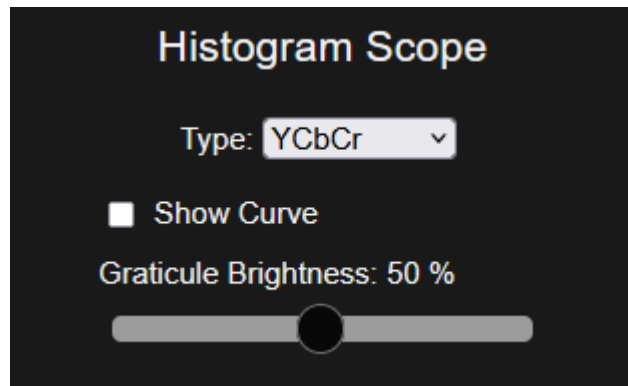 Histogram Scope
Type: YCbCr
Show Curve
Graticule Brightness: 50 %